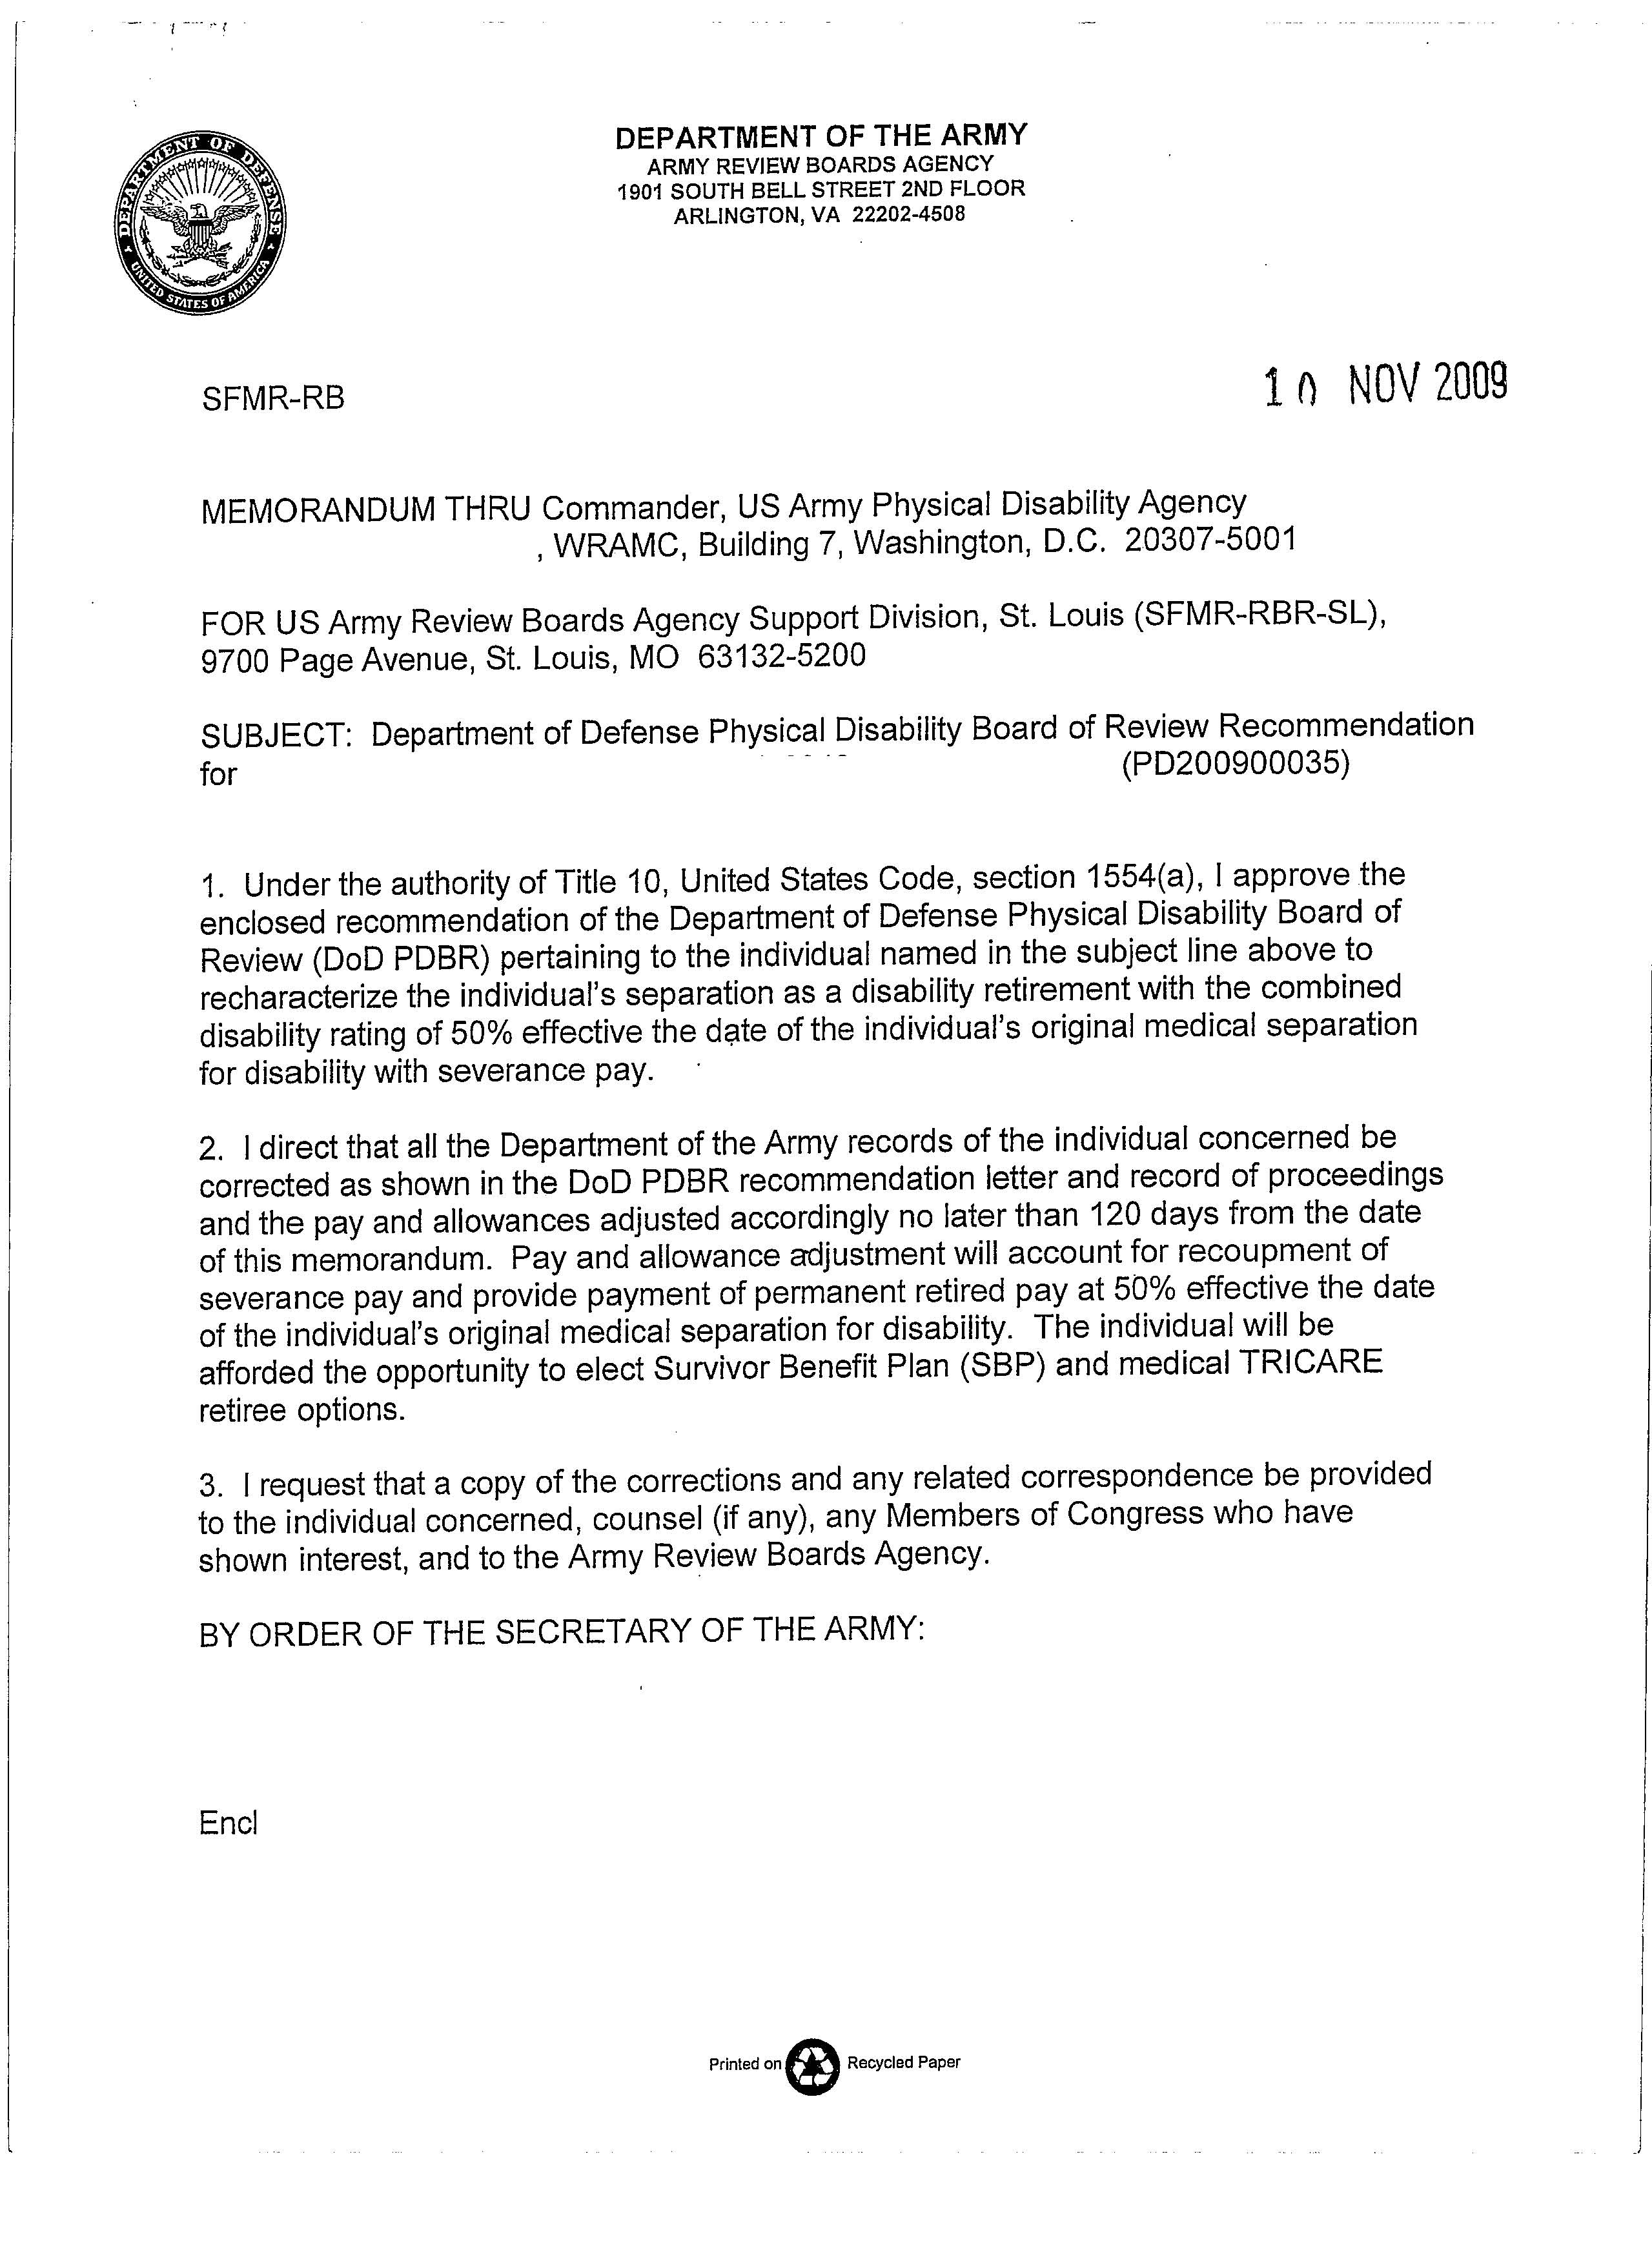 DEPARTMENT OF THE ARMY
ARMY REVIEW BOARDS AGENCY
1901 SOUTH BELL STREET 2ND FLOOR
ARLINGTON, VA 22202-4508
DEPARTMENT OF DEFENSE
UNITED STATES OF AMERICA
SFMR-RB
10 NOV 2009
MEMORANDUM THRU Commander, US Army Physical Disability Agency
, WRAMC, Building 7, Washington, D.C. 20307-5001
FOR US Army Review Boards Agency Support Division, St. Louis (SFMR-RBR-SL),
9700 Page Avenue, St. Louis, MO 63132-5200
SUBJECT: Department of Defense Physical Disability Board of Review Recommendation
for (PD200900035)
1. Under the authority of Title 10, United States Code, section 1554(a), I approve the
enclosed recommendation of the Department of Defense Physical Disability Board of
Review (DoD PDBR) pertaining to the individual named in the subject line above to
recharacterize the individual's separation as a disability retirement with the combined
disability rating of 50% effective the date of the individual's original medical separation
for disability with severance pay.
2. I direct that all the Department of the Army records of the individual concerned be
corrected as shown in the DoD PDBR recommendation letter and record of proceedings
and the pay and allowances adjusted accordingly no later than 120 days from the date
of this memorandum. Pay and allowance adjustment will account for recoupment of
severance pay and provide payment of permanent retired pay at 50% effective the date
of the individual's original medical separation for disability. The individual will be
afforded the opportunity to elect Survivor Benefit Plan (SBP) and medical TRICARE
retiree options.
3. I request that a copy of the corrections and any related correspondence be provided
to the individual concerned, counsel (if any), any Members of Congress who have
shown interest, and to the Army Review Boards Agency.
BY ORDER OF THE SECRETARY OF THE ARMY:
Encl
Printed on Recycled Paper